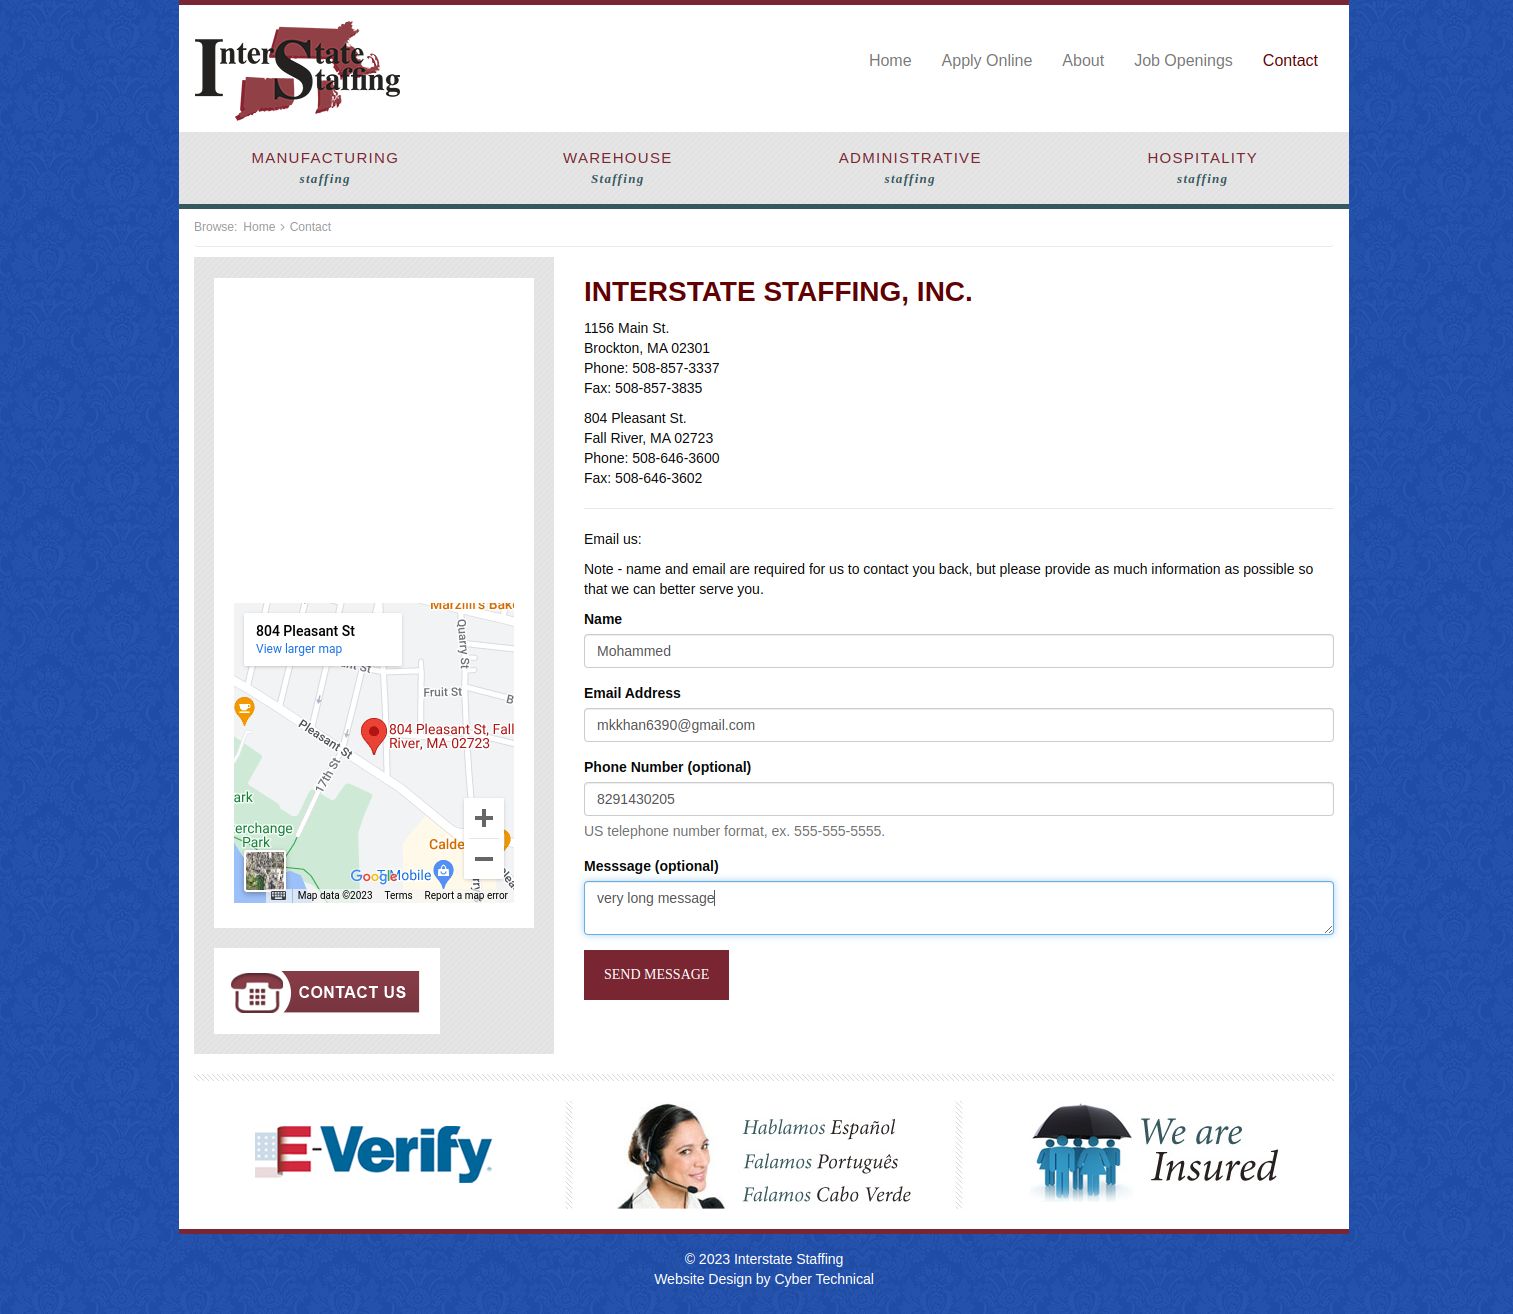 InterState
Staffing
Home Apply Online About Job Openings Contact
MANUFACTURING
staffing
WAREHOUSE
Staffing
ADMINISTRATIVE
staffing
HOSPITALITY
staffing
Browse: Home > Contact
INTERSTATE STAFFING, INC.
1156 Main St.
Brockton, MA 02301
Phone: 508-857-3337
Fax: 508-857-3835
804 Pleasant St.
Fall River, MA 02723
Phone: 508-646-3600
Fax: 508-646-3602
Email us:
Note - name and email are required for us to contact you back, but please provide as much information as possible so
that we can better serve you.
Name
Mohammed
Email Address
mkkhan6390@gmail.com
Phone Number (optional)
8291430205
US telephone number format, ex. 555-555-5555.
Messsage (optional)
very long message
SEND MESSAGE
Marzilli's Bak
804 Pleasant St
View larger map
Quarry St
Fruit St
B
Pleasant St
804 Pleasant St, Fall
River, MA 02723
17th St
ark
erchange
Park
Calde
Google
T-Mobile
Map data ©2023 Terms Report a map error
CONTACT US
E-Verify
Hablamos Español
Falamos Português
Falamos Cabo Verde
We are
Insured
© 2023 Interstate Staffing
Website Design by Cyber Technical